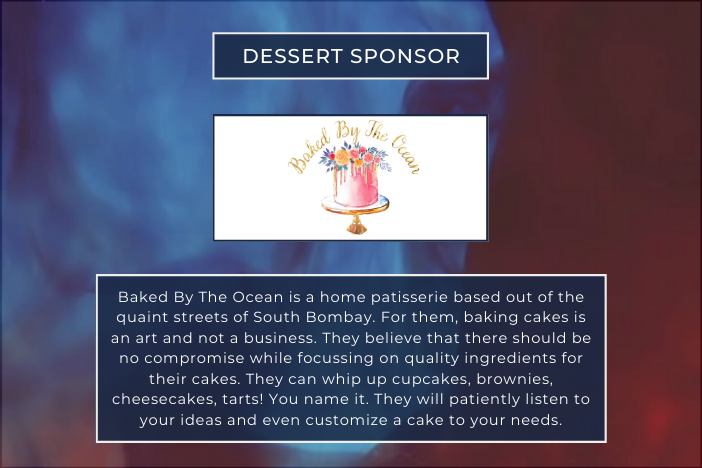 DESSERT SPONSOR
Baked By The Ocean
Baked By The Ocean is a home patisserie based out of the
quaint streets of South Bombay. For them, baking cakes is
an art and not a business. They believe that there should be
no compromise while focussing on quality ingredients for
their cakes. They can whip up cupcakes, brownies,
cheesecakes, tarts! You name it. They will patiently listen to
your ideas and even customize a cake to your needs.